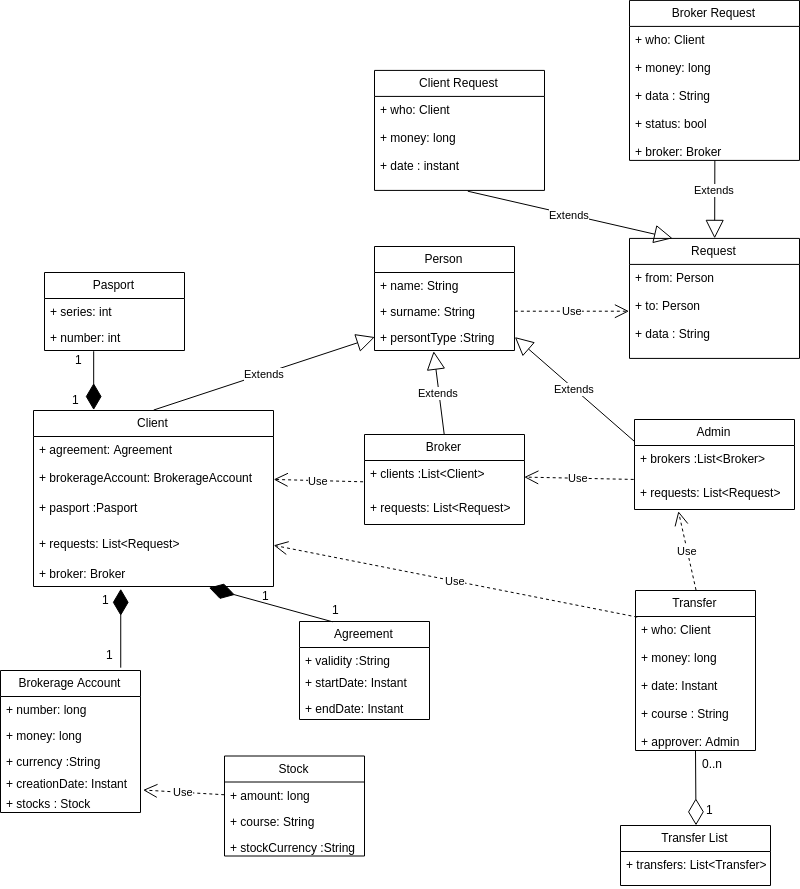 Broker Request
+ who: Client
+ money: long
+ data : String
+ status: bool
+ broker: Broker
Client Request
+ who: Client
+ money: long
+ date : instant
Extends
Extends
Request
+ from: Person
+ to: Person
+ data : String
Person
+ name: String
+ surname: String
+ persontType :String
Use
Pasport
+ series: int
+ number: int
1
1
Extends
Extends
Extends
Client
+ agreement: Agreement
+ brokerageAccount: BrokerageAccount
+ pasport :Pasport
+ requests: List<Request>
+ broker: Broker
Use
Broker
+ clients :List<Client>
+ requests: List<Request>
Use
Admin
+ brokers :List<Broker>
+ requests: List<Request>
Use
Use
1
1
1
1
Agreement
+ validity :String
+ startDate: Instant
+ endDate: Instant
Transfer
+ who: Client
+ money: long
+ date: Instant
+ course : String
+ approver: Admin
Brokerage Account
+ number: long
+ money: long
+ currency :String
+ creationDate: Instant
+ stocks : Stock
Use
Stock
+ amount: long
+ course: String
+ stockCurrency :String
0..n
1
Transfer List
+ transfers: List<Transfer>